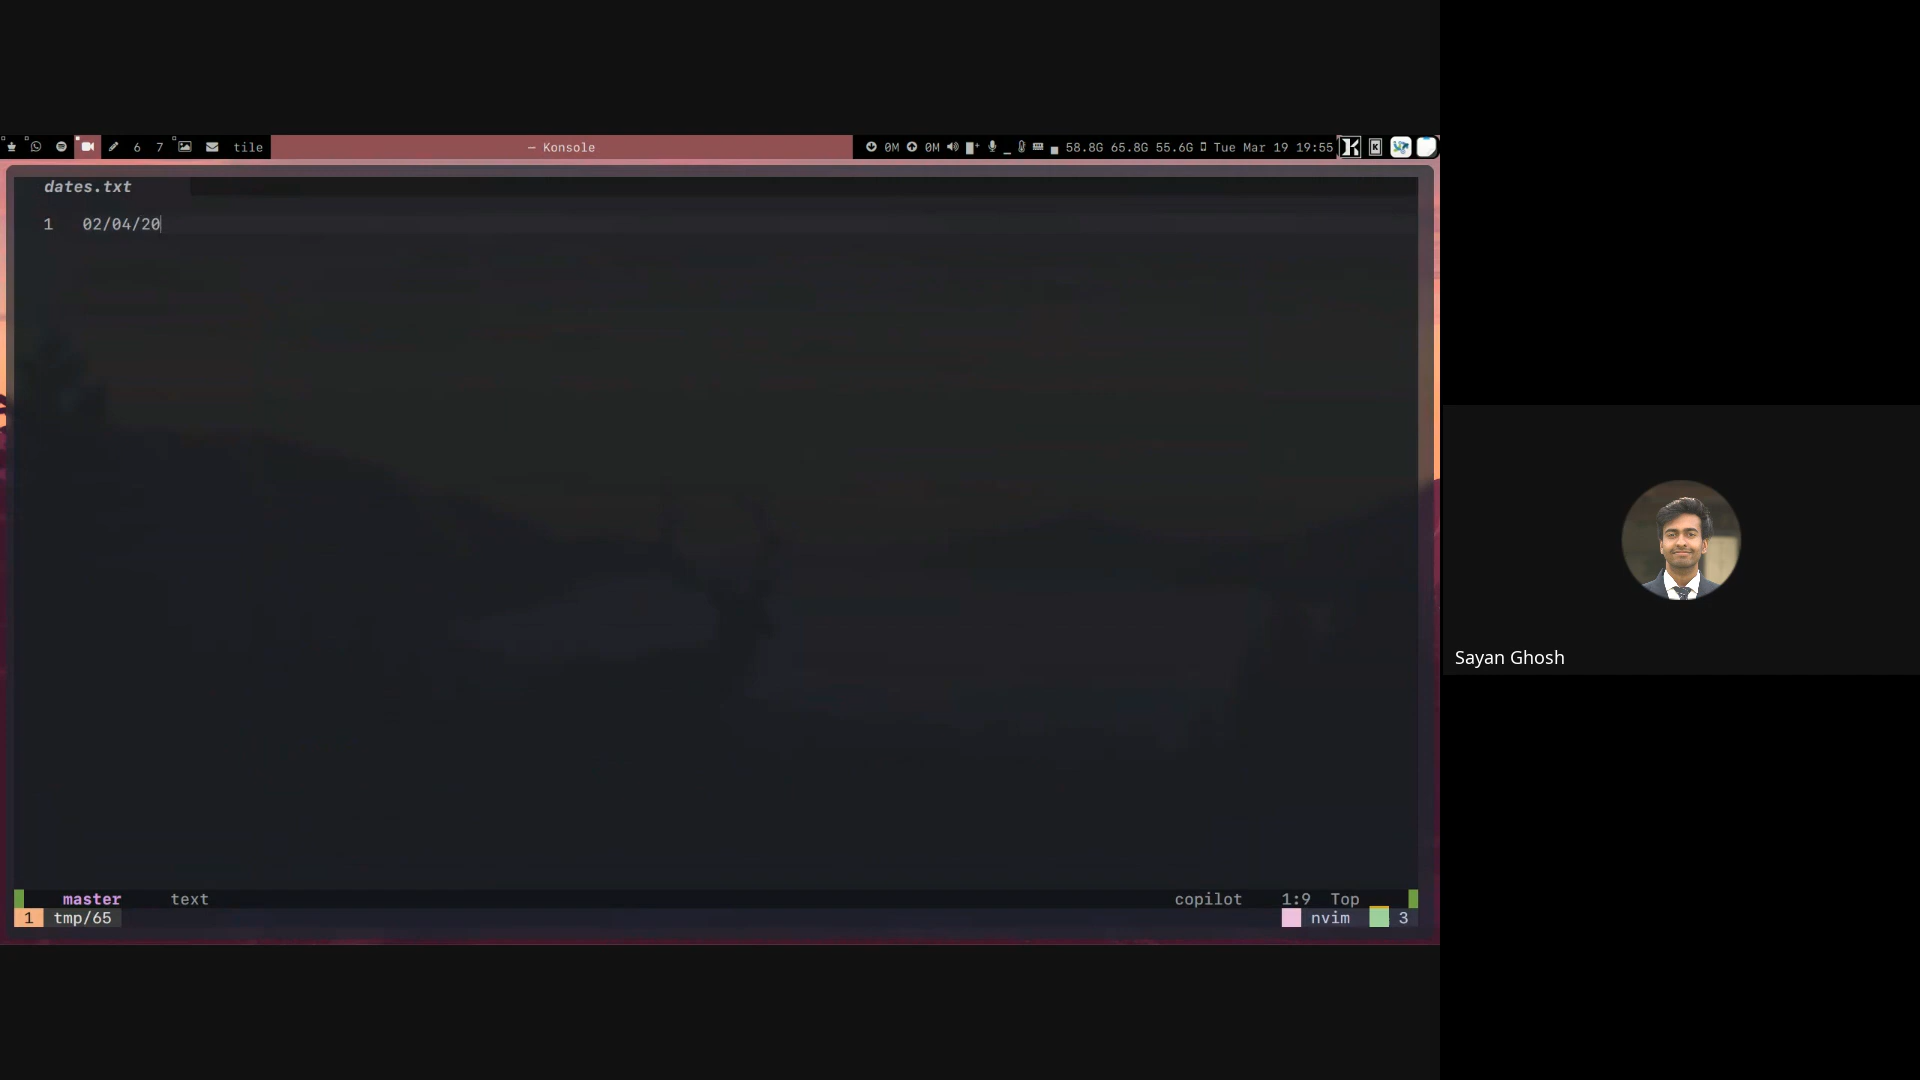 6 7 tile — Konsole 0M 0M 58.8G 65.8G 55.6G Tue Mar 19 19:55
dates.txt
1 02/04/20
Sayan Ghosh
master text copilot 1:9 Top
1 tmp/65 nvim 3